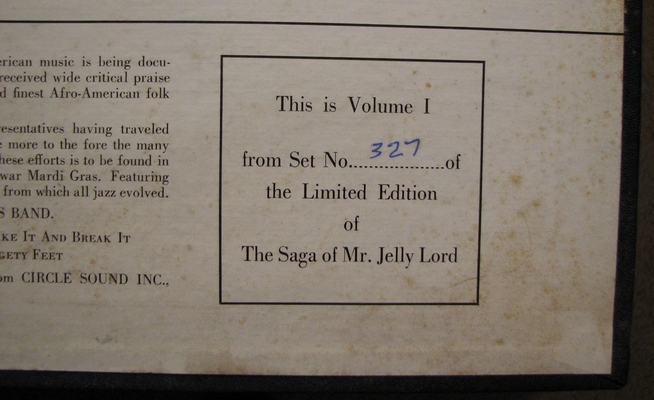 erican music is being docu-
received wide critical praise
d finest Afro-American folk
resentatives having traveled
more to the fore the many
hese efforts is to be found in
war Mardi Gras. Featuring
from which all jazz evolved.
S BAND.
KE IT AND BREAK IT
GETY FEET
om CIRCLE SOUND INC.,
This is Volume I
from Set No. 327 of
the Limited Edition
of
The Saga of Mr. Jelly Lord